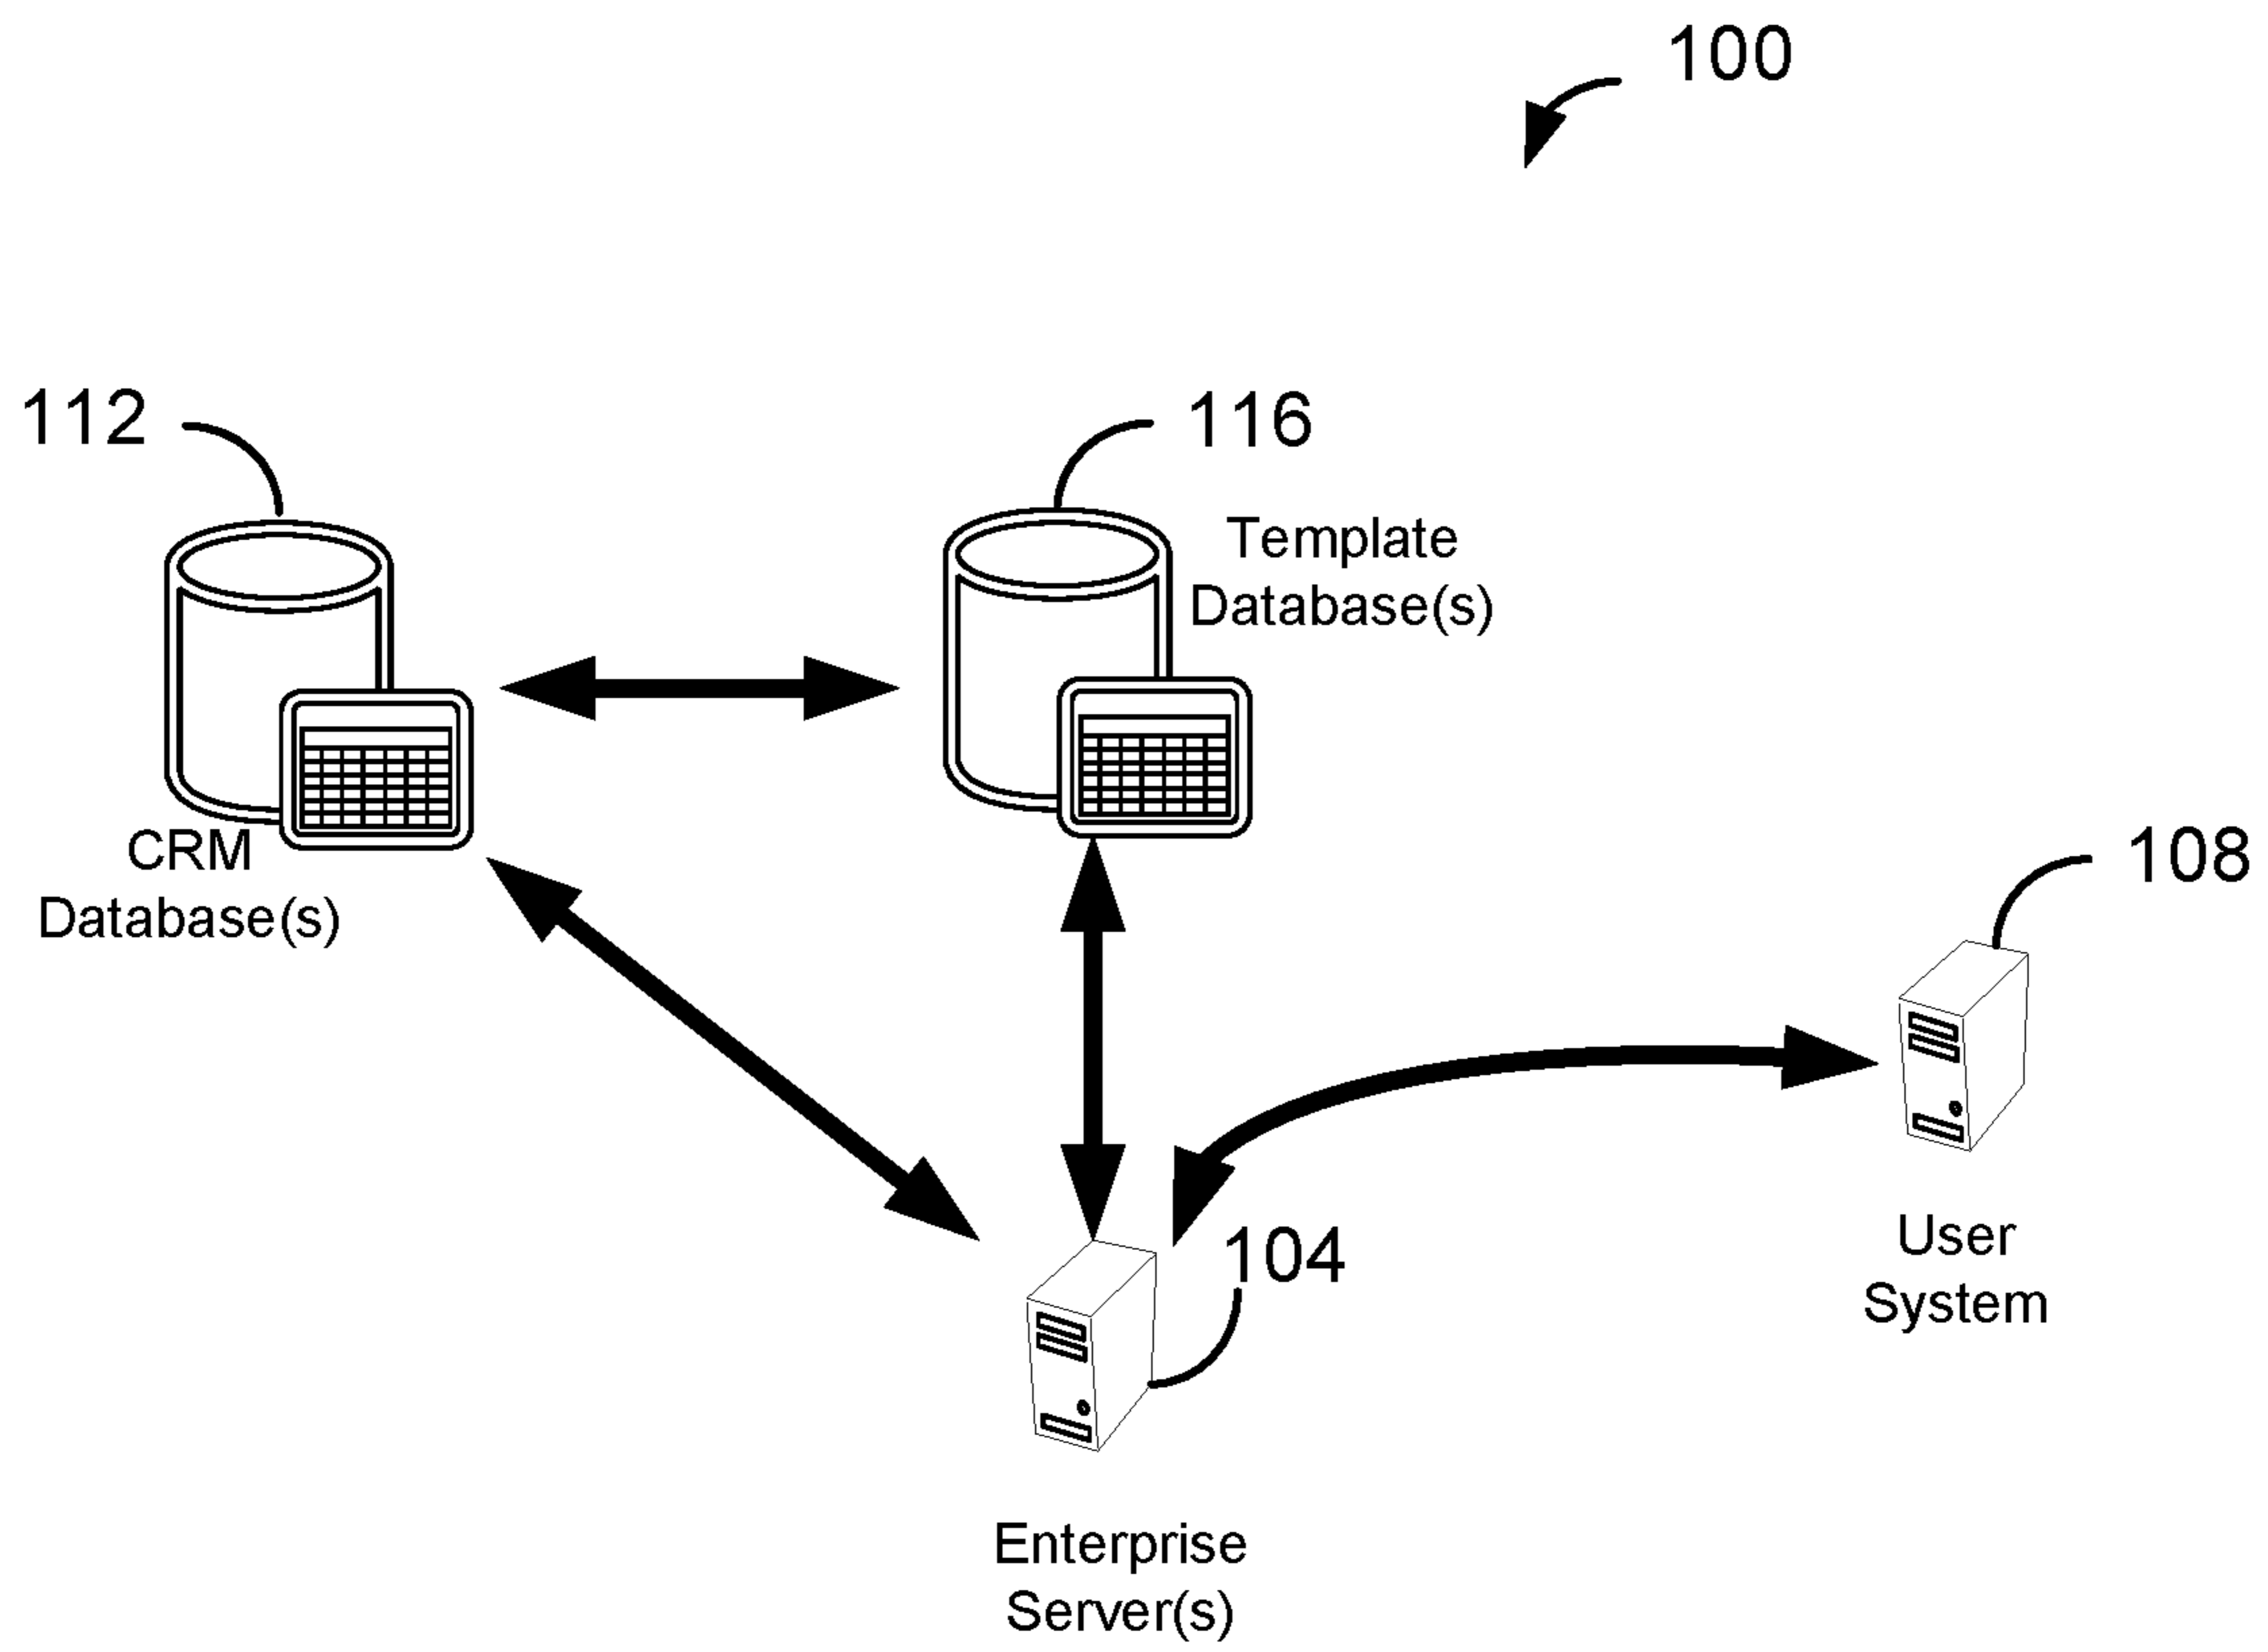 100
112
116
Template
Database(s)
CRM
Database(s)
108
104
User
System
Enterprise
Server(s)